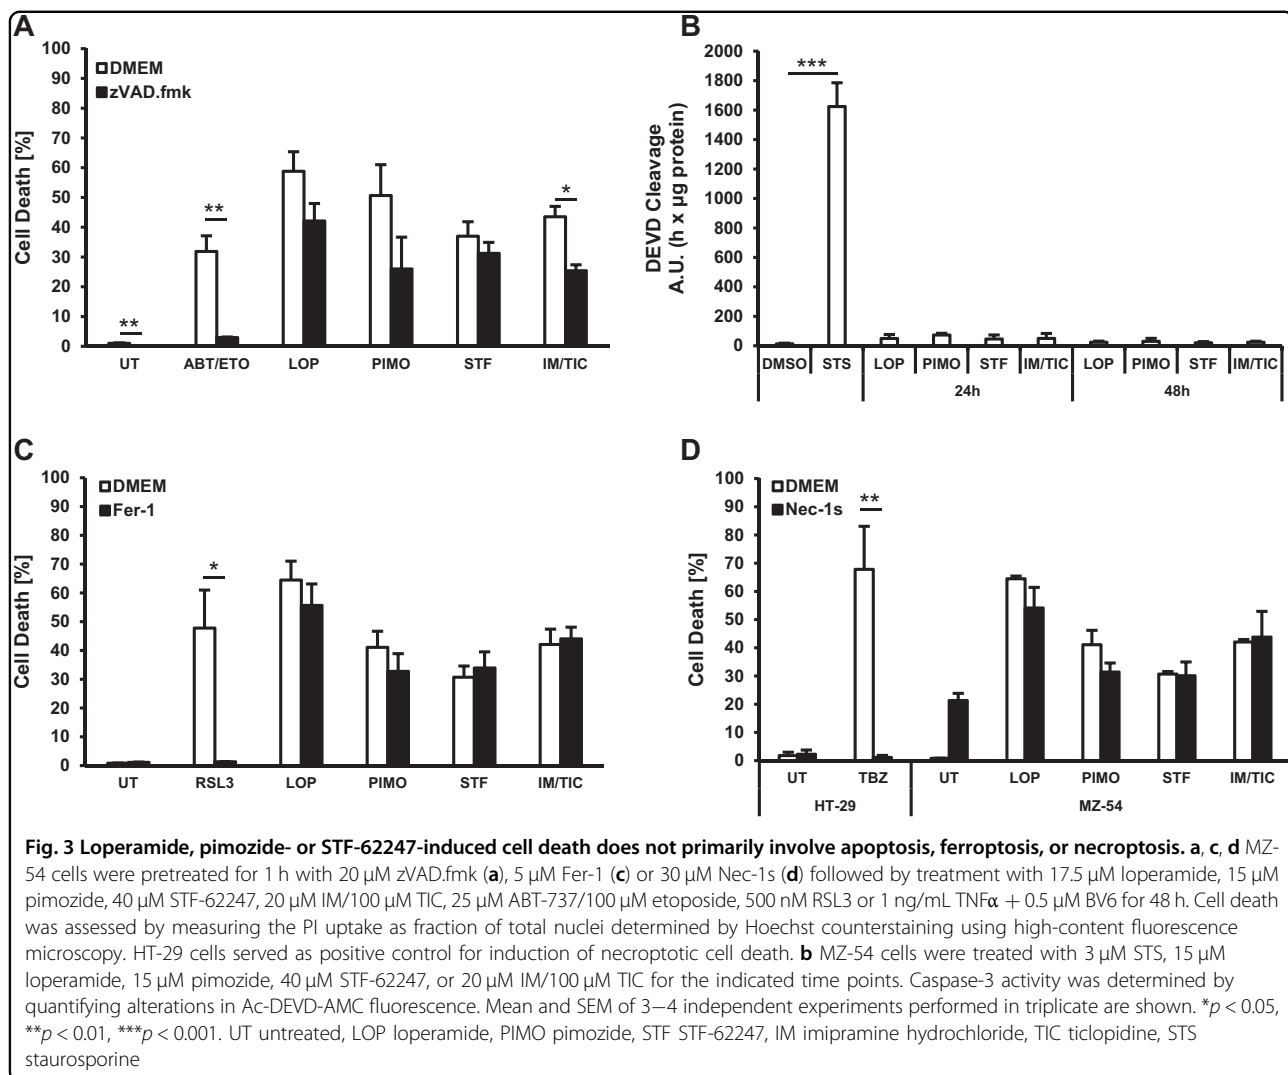 A
100
90
80
70
60
50
40
30
20
10
0
Cell Death [%]
DMEM
zVAD.fmk
**
**
*
UT ABT/ETO LOP PIMO STF IM/TIC
B
2000
1800
1600
1400
1200
1000
800
600
400
200
0
DEVD Cleavage
A.U. (h x µg protein)
***
DMSO STS LOP PIMO STF IM/TIC LOP PIMO STF IM/TIC
24h 48h
C
100
90
80
70
60
50
40
30
20
10
0
Cell Death [%]
DMEM
Fer-1
*
UT RSL3 LOP PIMO STF IM/TIC
D
100
90
80
70
60
50
40
30
20
10
0
Cell Death [%]
DMEM
Nec-1s
**
UT TBZ UT LOP PIMO STF IM/TIC
HT-29 MZ-54
Fig. 3 Loperamide, pimozide- or STF-62247-induced cell death does not primarily involve apoptosis, ferroptosis, or necroptosis. a, c, d MZ-
54 cells were pretreated for 1 h with 20 µM zVAD.fmk (a), 5 µM Fer-1 (c) or 30 µM Nec-1s (d) followed by treatment with 17.5 µM loperamide, 15 µM
pimozide, 40 µM STF-62247, 20 µM IM/100 µM TIC, 25 µM ABT-737/100 µM etoposide, 500 nM RSL3 or 1 ng/mL TNFα + 0.5 µM BV6 for 48 h. Cell death
was assessed by measuring the PI uptake as fraction of total nuclei determined by Hoechst counterstaining using high-content fluorescence
microscopy. HT-29 cells served as positive control for induction of necroptotic cell death. b MZ-54 cells were treated with 3 µM STS, 15 µM
loperamide, 15 µM pimozide, 40 µM STF-62247, or 20 µM IM/100 µM TIC for the indicated time points. Caspase-3 activity was determined by
quantifying alterations in Ac-DEVD-AMC fluorescence. Mean and SEM of 3–4 independent experiments performed in triplicate are shown. *p < 0.05,
**p < 0.01, ***p < 0.001. UT untreated, LOP loperamide, PIMO pimozide, STF STF-62247, IM imipramine hydrochloride, TIC ticlopidine, STS
staurosporine